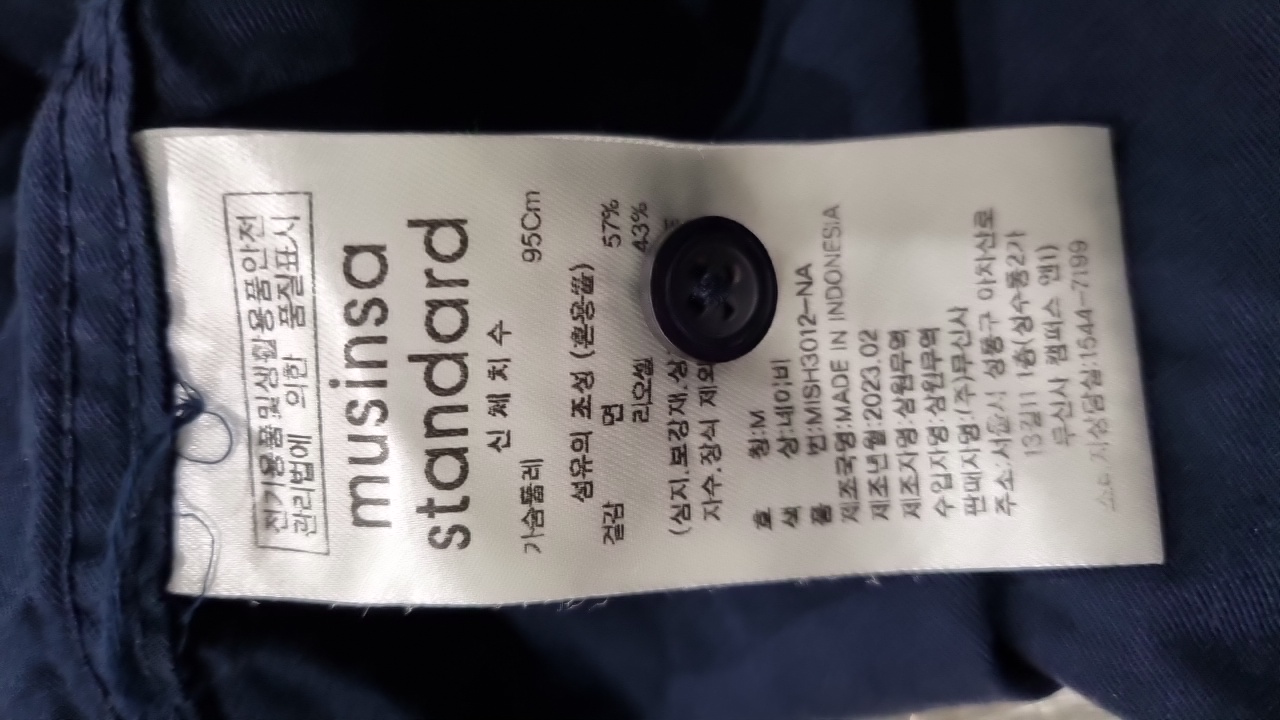 전기용품및생활용품안전
관리법에 의한 품질표시
musinsa
standard
신체치수
가슴둘레 95Cm
섬유의 조성 (혼용율)
겉감 면 57%
리오셀 43%
(심지.보강재.상
자수.장식 제외
호 칭:M
색 상:네이비
품 번:MISH3012-NA
제조국명:MADE IN INDONESIA
제조년월:2023.02
제조자명:삼원무역
수입자명:삼원무역
판매자명:(주)무신사
주소:서울시 성동구 아차산로
13길11 1층(성수동2가
무신사 캠퍼스 엠1)
소비자상담실:1544-7199